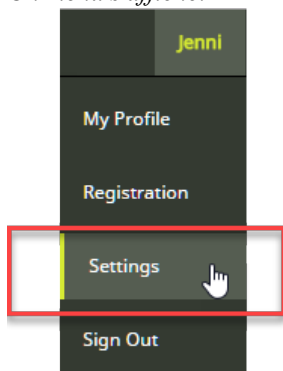 Jenni
My Profile
Registration
Settings
Sign Out